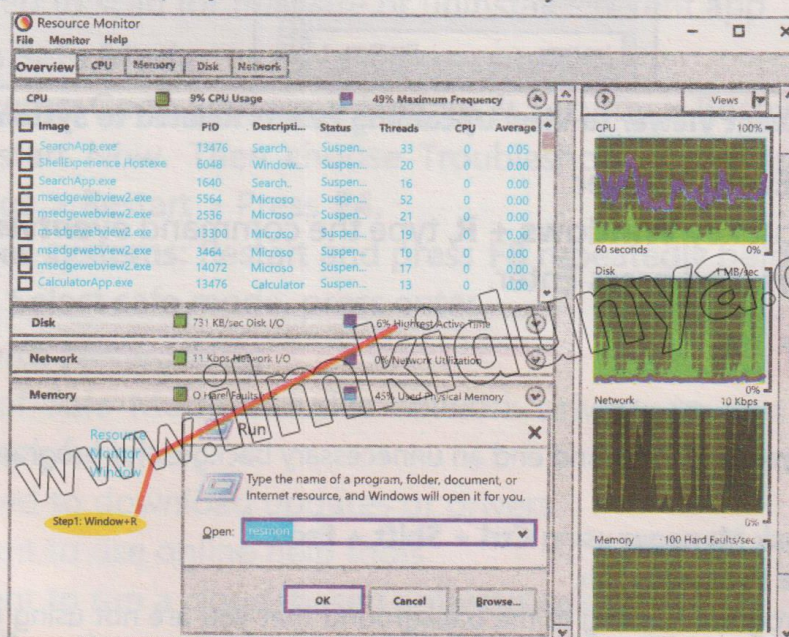 Resource Monitor
File Monitor Help
Overview CPU Memory Disk Network
CPU 9% CPU Usage 49% Maximum Frequency
Image PID Descripti... Status Threads CPU Average
SearchApp.exe 13476 Search.. Suspen... 33 0 0.05
ShellExperience Hostexe 6048 Window... Suspen... 20 0 0.00
SearchApp.exe 1640 Search.. Suspen... 16 0 0.00
msedgewebview2.exe 5564 Microso Suspen... 52 0 0.00
msedgewebview2.exe 2536 Microso Suspen... 21 0 0.00
msedgewebview2.exe 13300 Microso Suspen... 19 0 0.00
msedgewebview2.exe 3464 Microso Suspen... 10 0 0.00
msedgewebview2.exe 14072 Microso Suspen... 17 0 0.00
CalculatorApp.exe 13476 Calculator Suspen... 13 0 0.00
Disk 731 KB/sec Disk I/O 6% Highest Active Time
Network 11 Kbps Network I/O 0% Network Utilization
Memory O Hard Faults/sec 45% Used Physical Memory
Resource
Monitor
Window
Step1: Window+R
Run
Type the name of a program, folder, document, or
Internet resource, and Windows will open it for you.
Open: resmon
OK Cancel Browse...
Views
CPU 100%
60 seconds 0%
Disk 1 MB/sec
0%
Network 10 Kbps
0%
Memory 100 Hard Faults/sec
www.ilmkidunya.c